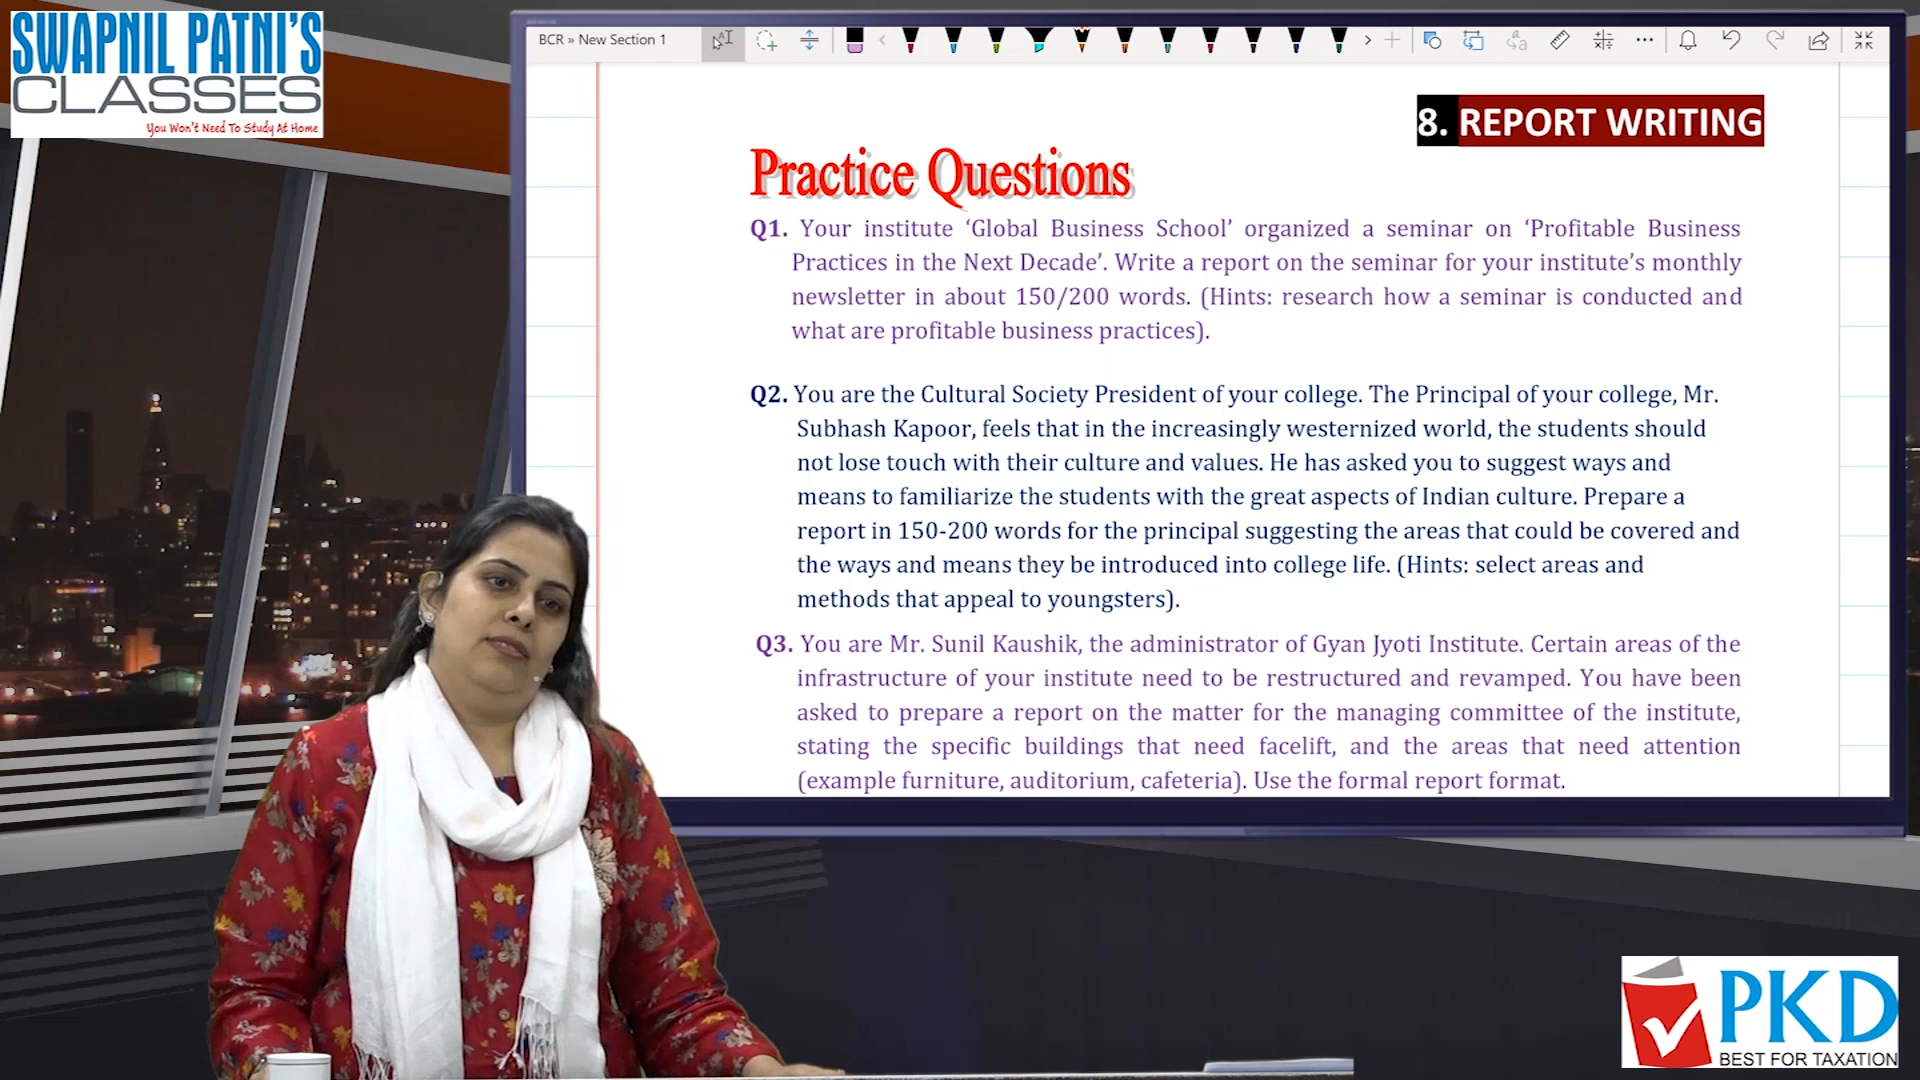 SWAPNIL PATNI'S
CLASSES
You Won't Need To Study At Home
BCR » New Section 1
8. REPORT WRITING
Practice Questions
Q1. Your institute ‘Global Business School’ organized a seminar on ‘Profitable Business
Practices in the Next Decade’. Write a report on the seminar for your institute’s monthly
newsletter in about 150/200 words. (Hints: research how a seminar is conducted and
what are profitable business practices).
Q2. You are the Cultural Society President of your college. The Principal of your college, Mr.
Subhash Kapoor, feels that in the increasingly westernized world, the students should
not lose touch with their culture and values. He has asked you to suggest ways and
means to familiarize the students with the great aspects of Indian culture. Prepare a
report in 150-200 words for the principal suggesting the areas that could be covered and
the ways and means they be introduced into college life. (Hints: select areas and
methods that appeal to youngsters).
Q3. You are Mr. Sunil Kaushik, the administrator of Gyan Jyoti Institute. Certain areas of the
infrastructure of your institute need to be restructured and revamped. You have been
asked to prepare a report on the matter for the managing committee of the institute,
stating the specific buildings that need facelift, and the areas that need attention
(example furniture, auditorium, cafeteria). Use the formal report format.
PKD
BEST FOR TAXATION